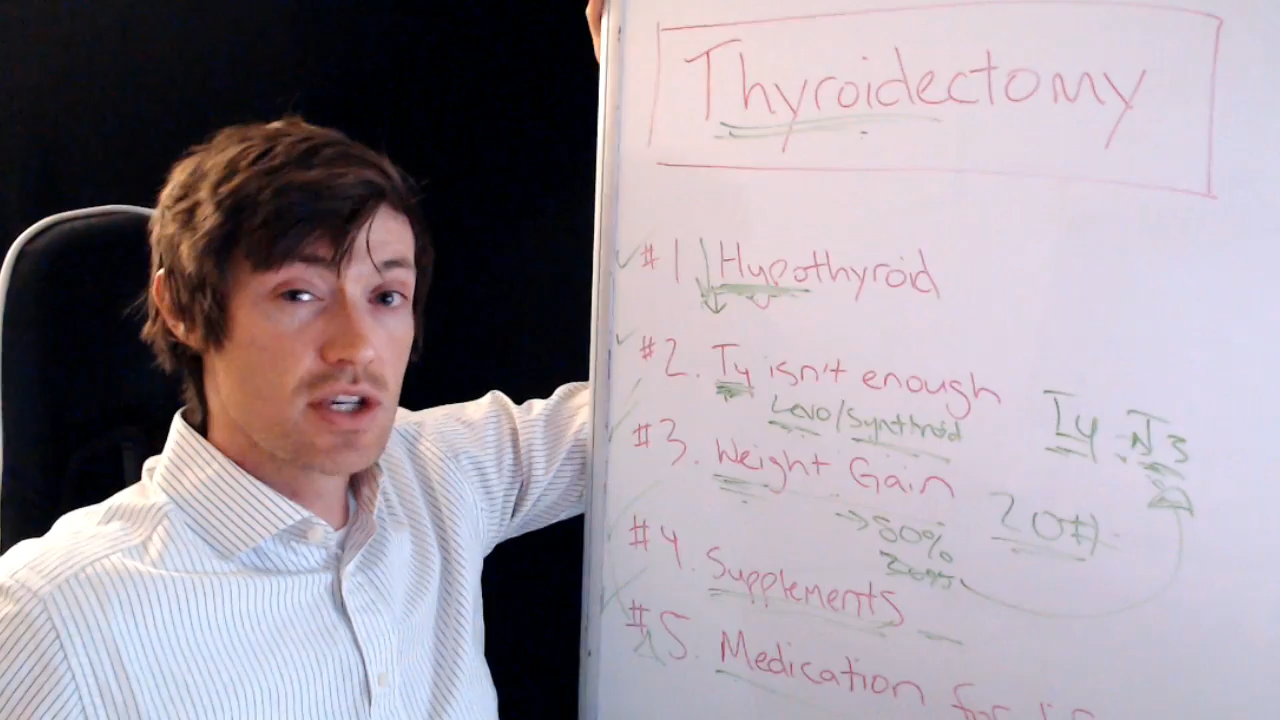 Thyroidectomy
#1 Hypothyroid
#2. T4 isn't enough
Levo/Synthroid
T4 : T3
#3. Weight Gain
→ 80%
20#
#4. Supplements
#5. Medication for